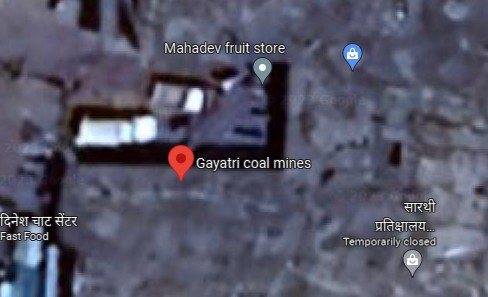 Mahadev fruit store
Gayatri coal mines
दिनेश चाट सेंटर
Fast Food
सारथी
प्रतिक्षालय...
Temporarily closed